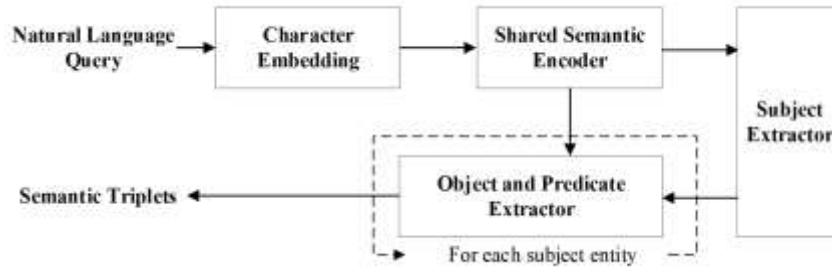 Natural Language
Query
Character
Embedding
Shared Semantic
Encoder
Subject
Extractor
Object and Predicate
Extractor
Semantic Triplets
For each subject entity